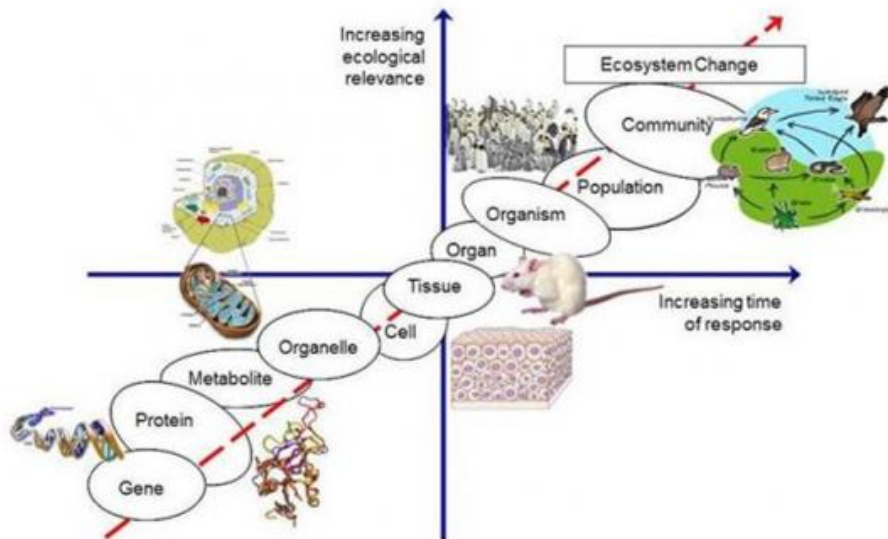 Increasing
ecological
relevance
Ecosystem Change
Community
Population
Organism
Organ
Tissue
Increasing time
of response
Cell
Organelle
Metabolite
Protein
Gene